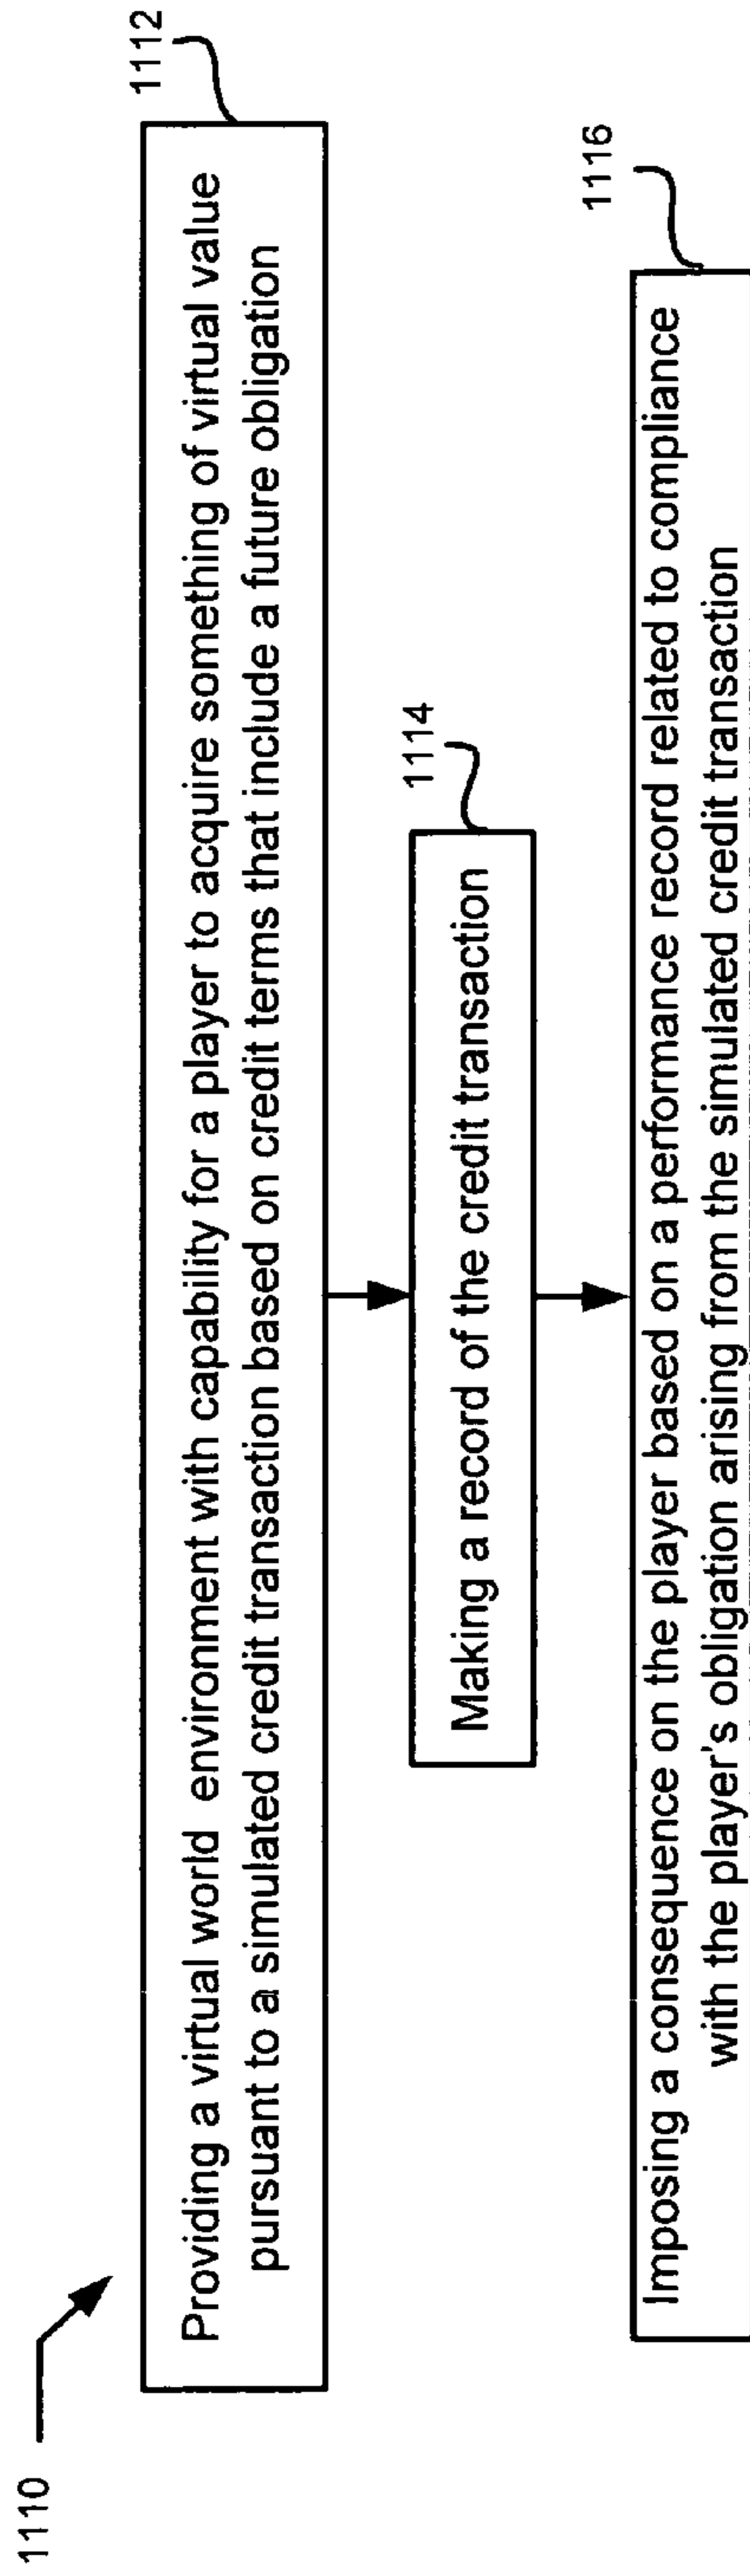 1110
1112
Providing a virtual world environment with capability for a player to acquire something of virtual value
pursuant to a simulated credit transaction based on credit terms that include a future obligation
1114
Making a record of the credit transaction
1116
Imposing a consequence on the player based on a performance record related to compliance
with the player's obligation arising from the simulated credit transaction